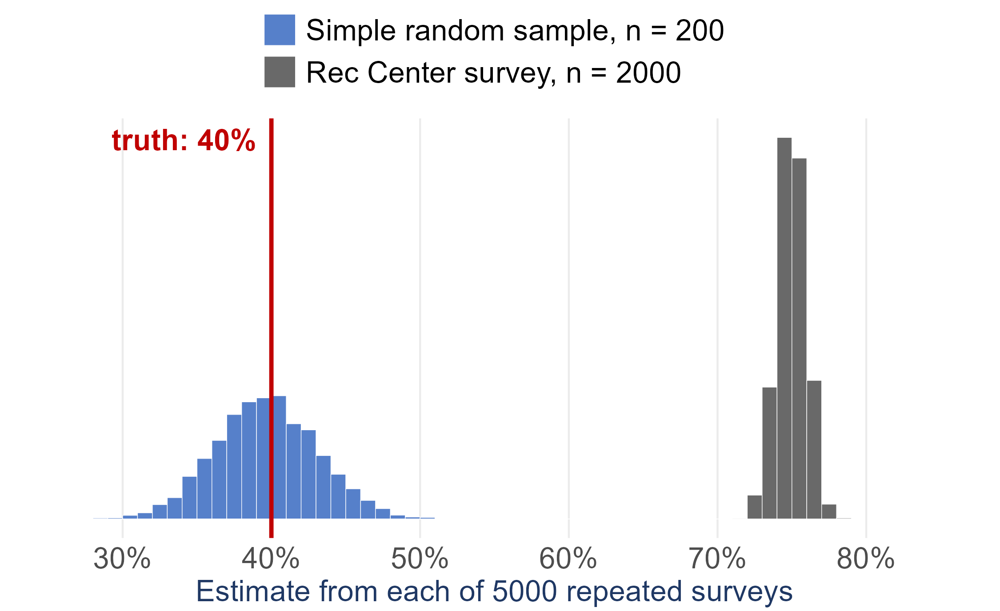 Simple random sample, n = 200
Rec Center survey, n = 2000
truth: 40%
30% 40% 50% 60% 70% 80%
Estimate from each of 5000 repeated surveys